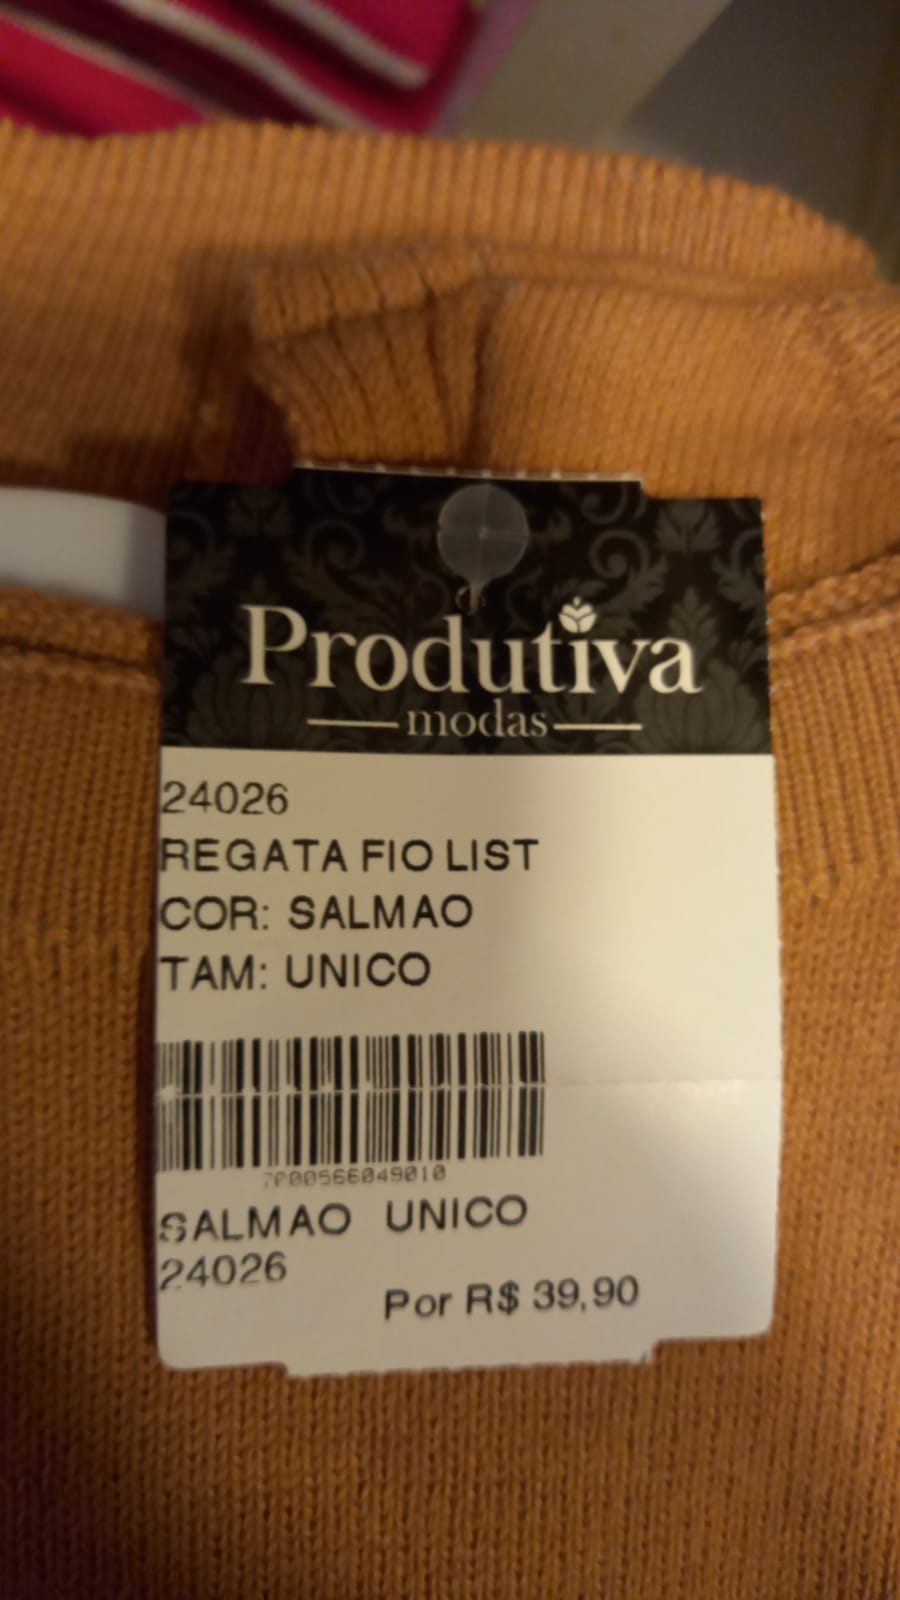 Produtiva
modas
24026
REGATA FIO LIST
COR: SALMAO
TAM: UNICO
SALMAO UNICO
24026
Por R$ 39,90